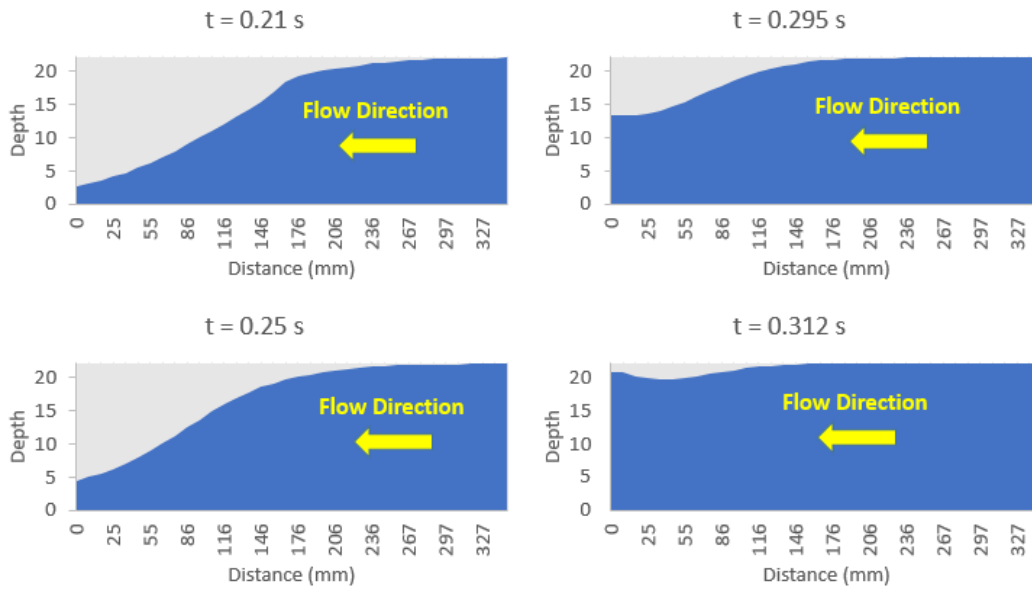 t = 0.21 s
Depth
20
15
10
5
0
Flow Direction
0 25 55 86 116 146 176 206 236 267 297 327
Distance (mm)
t = 0.295 s
Depth
20
15
10
5
0
Flow Direction
0 25 55 86 116 146 176 206 236 267 297 327
Distance (mm)
t = 0.25 s
Depth
20
15
10
5
0
Flow Direction
0 25 55 86 116 146 176 206 236 267 297 327
Distance (mm)
t = 0.312 s
Depth
20
15
10
5
0
Flow Direction
0 25 55 86 116 146 176 206 236 267 297 327
Distance (mm)